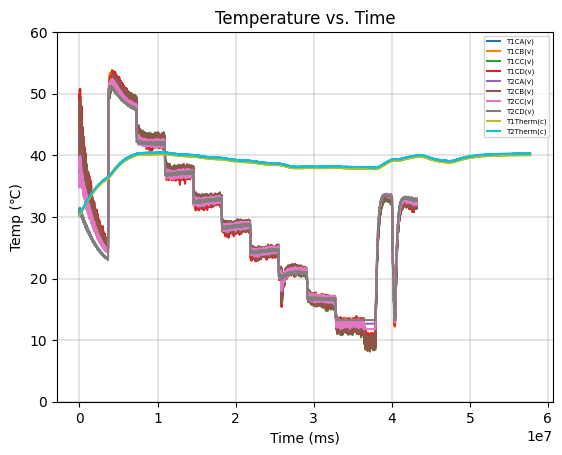 Temperature vs. Time
60
50
40
30
20
10
0
Temp (℃)
T1CA(v)
T1CB(v)
T1CC(v)
T1CD(v)
T2CA(v)
T2CB(v)
T2CC(v)
T2CD(v)
T1Therm(c)
T2Therm(c)
0 1 2 3 4 5 6
1e7
Time (ms)